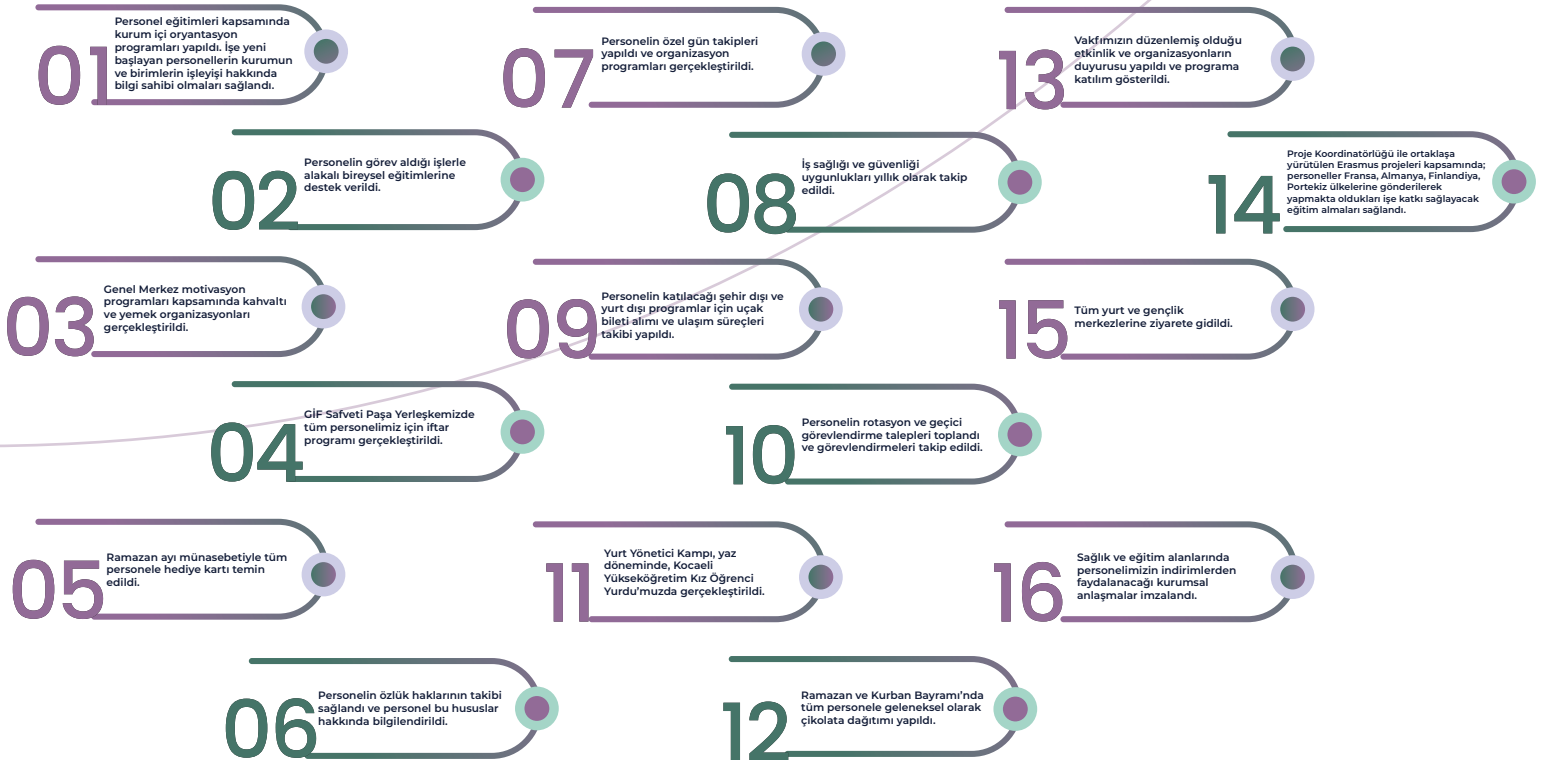 01
Personel eğitimleri kapsamında
kurum içi oryantasyon
programları yapıldı. İşe yeni
başlayan personellerin kurumun
ve birimlerin işleyişi hakkında
bilgi sahibi olmaları sağlandı.
02
Personelin görev aldığı işlerle
alakalı bireysel eğitimlerine
destek verildi.
03
Genel Merkez motivasyon
programları kapsamında kahvaltı
ve yemek organizasyonları
gerçekleştirildi.
04
GİF Safveti Paşa Yerleşkemizde
tüm personelimiz için iftar
programı gerçekleştirildi.
05
Ramazan ayı münasebetiyle tüm
personele hediye kartı temin
edildi.
06
Personelin özlük haklarının takibi
sağlandı ve personel bu hususlar
hakkında bilgilendirildi.
07
Personelin özel gün takipleri
yapıldı ve organizasyon
programları gerçekleştirildi.
08
İş sağlığı ve güvenliği
uygunlukları yıllık olarak takip
edildi.
09
Personelin katılacağı şehir dışı ve
yurt dışı programlar için uçak
bileti alımı ve ulaşım süreçleri
takibi yapıldı.
10
Personelin rotasyon ve geçici
görevlendirme talepleri toplandı
ve görevlendirmeleri takip edildi.
11
Yurt Yönetici Kampı, yaz
döneminde, Kocaeli
Yükseköğretim Kız Öğrenci
Yurdu’muzda gerçekleştirildi.
12
Ramazan ve Kurban Bayramı’nda
tüm personele geleneksel olarak
çikolata dağıtımı yapıldı.
13
Vakfımızın düzenlemiş olduğu
etkinlik ve organizasyonların
duyurusu yapıldı ve programa
katılım gösterildi.
14
Proje Koordinatörlüğü ile ortaklaşa
yürütülen Erasmus projeleri kapsamında;
personeller Fransa, Almanya, Finlandiya,
Portekiz ülkelerine gönderilerek
yapmakta oldukları işe katkı sağlayacak
eğitim almaları sağlandı.
15
Tüm yurt ve gençlik
merkezlerine ziyarete gidildi.
16
Sağlık ve eğitim alanlarında
personelimizin indirimlerden
faydalanacağı kurumsal
anlaşmalar imzalandı.